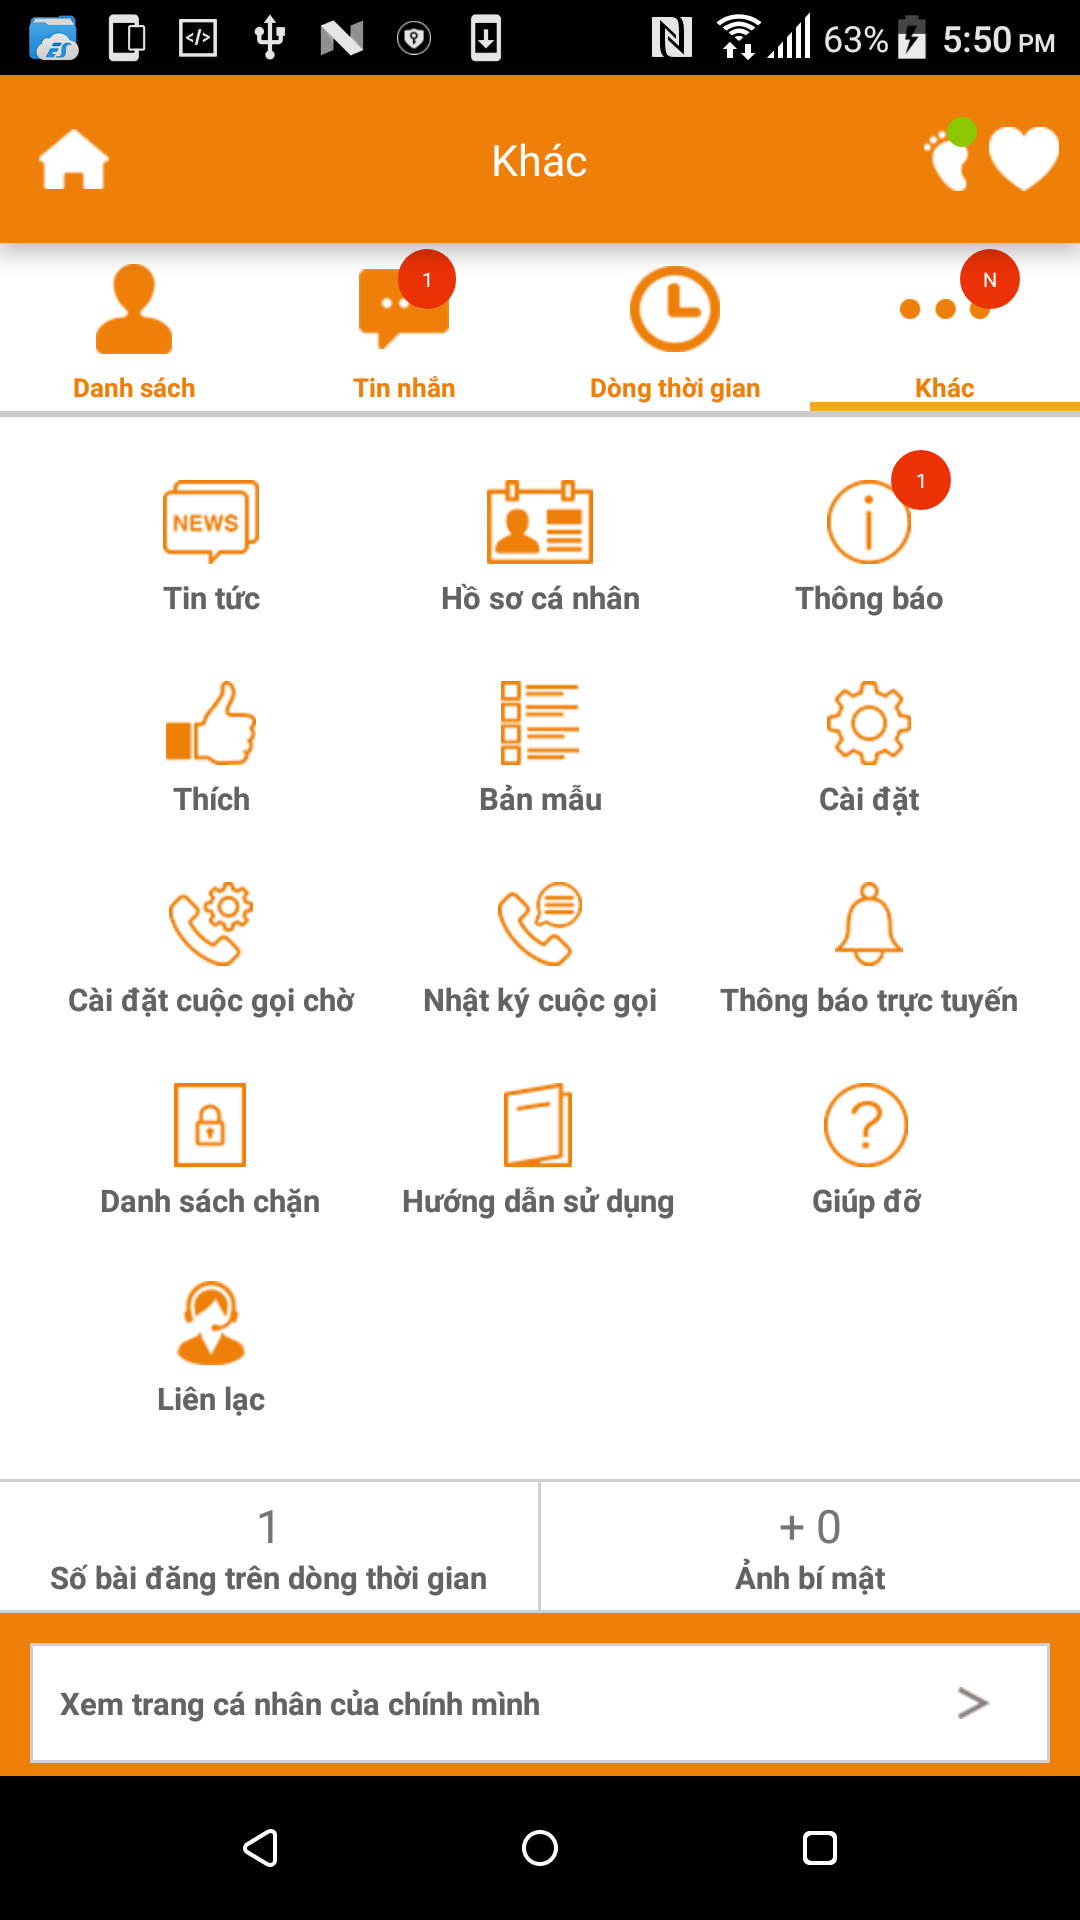 63% 5:50 PM
Khác
1
N
Danh sách
Tin nhắn
Dòng thời gian
Khác
NEWS
1
Tin tức
Hồ sơ cá nhân
Thông báo
Thích
Bản mẫu
Cài đặt
Cài đặt cuộc gọi chờ
Nhật ký cuộc gọi
Thông báo trực tuyến
Danh sách chặn
Hướng dẫn sử dụng
Giúp đỡ
Liên lạc
1
+ 0
Số bài đăng trên dòng thời gian
Ảnh bí mật
Xem trang cá nhân của chính mình